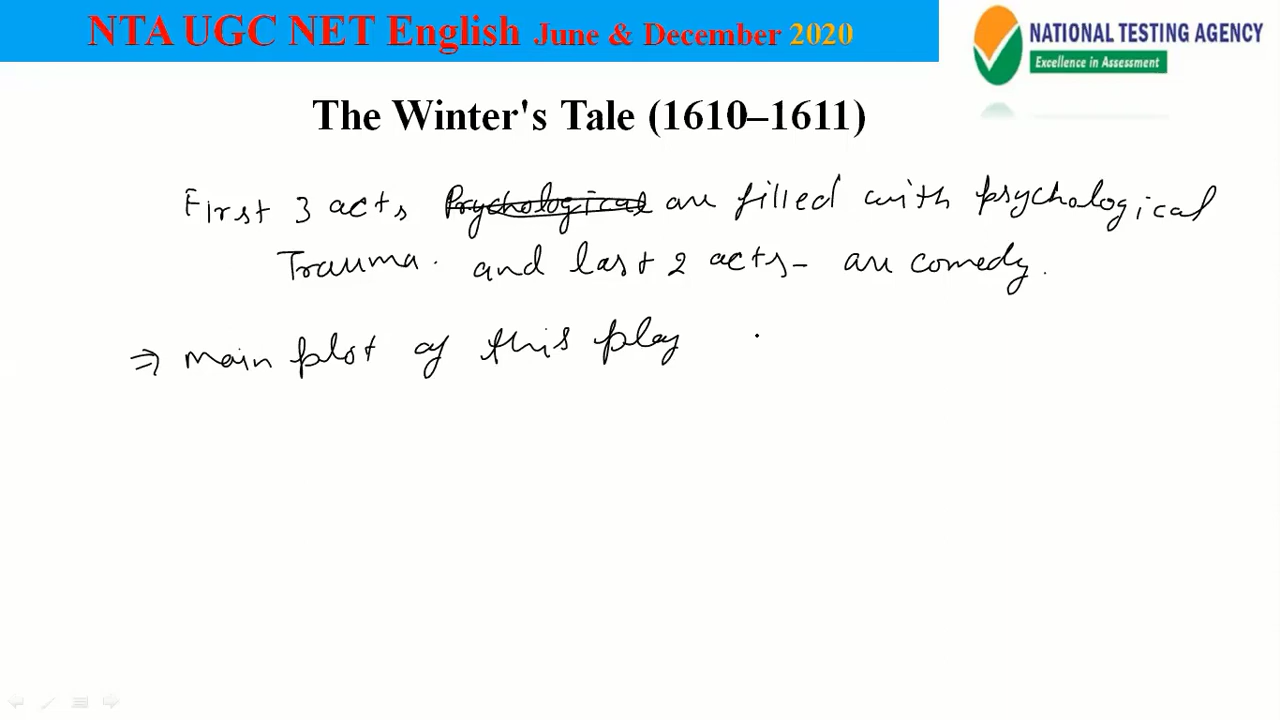 NTA UGC NET English June & December 2020
NATIONAL TESTING AGENCY
Excellence in Assessment
The Winter's Tale (1610–1611)
First 3 acts Psychological are filled with psychological
Trauma. and last 2 acts - are comedy.
⇒ main plot of this play